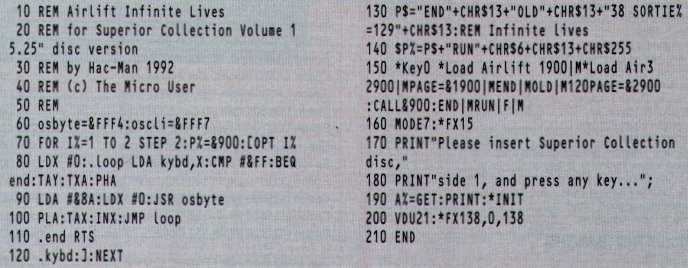 10 REM Airlift Infinite Lives
20 REM for Superior Collection Volume 1
5.25" disc version
30 REM by Hac-Man 1992
40 REM (c) The Micro User
50 REM
60 osbyte=&FFF4:oscli=&FFF7
70 FOR I%=1 TO 2 STEP 2:P%=&900:[OPT I%
80 LDX #0:.loop LDA kybd,X:CMP #&FF:BEQ
end:TAY:TXA:PHA
90 LDA #&8A:LDX #0:JSR osbyte
100 PLA:TAX:INX:JMP loop
110 .end RTS
120 .kybd:]:NEXT
130 P$="END"+CHR$13+"OLD"+CHR$13+"38 SORTIE%
=129"+CHR$13:REM Infinite lives
140 $P%=P$+"RUN"+CHR$6+CHR$13+CHR$255
150 *Key0 *Load Airlift 1900|M*Load Air3
2900|MPAGE=&1900|MEND|MOLD|M120PAGE=&2900
:CALL&900:END|MRUN|F|M
160 MODE7:*FX15
170 PRINT"Please insert Superior Collection
disc,"
180 PRINT"side 1, and press any key...";
190 A%=GET:PRINT:*INIT
200 VDU21:*FX138,0,138
210 END